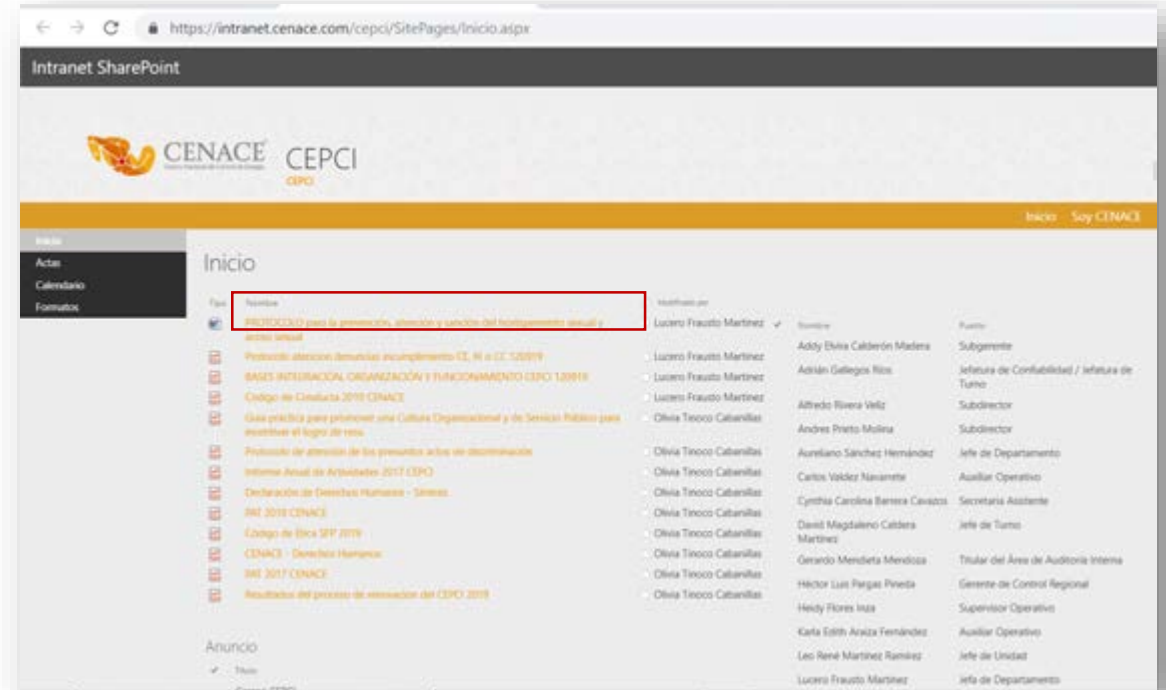 https://intranet.cenace.com/cepci/SitePages/Inicio.aspx
Intranet SharePoint
CENACE
CEPCI
CEPCI
Inicio Soy CENACE
Inicio
Actas
Calendario
Formatos
Inicio
Tipo Nombre Modificado por
PROTOCOLO para la prevención, atención y sanción del hostigamiento sexual y
acoso sexual
Lucero Frausto Martinez
Protocolo atencion denuncias incumplimiento CE, RI o CC 120919
Lucero Frausto Martinez
BASES INTEGRACIÓN, ORGANIZACIÓN Y FUNCIONAMIENTO CEPCI 120919
Lucero Frausto Martinez
Código de Conducta 2019 CENACE
Lucero Frausto Martinez
Guía práctica para promover una Cultura Organizacional y de Servicio Público para
incentivar el logro de
Olivia Tinoco Cabanillas
Protocolo de atención de los presuntos actos de discriminación
Olivia Tinoco Cabanillas
Informe Anual de Actividades 2017 CEPCI
Olivia Tinoco Cabanillas
Declaración de Derechos Humanos - Síntesis
Olivia Tinoco Cabanillas
PAT 2018 CENACE
Olivia Tinoco Cabanillas
Código de Ética SFP 2019
Olivia Tinoco Cabanillas
CENACE - Derechos Humanos
Olivia Tinoco Cabanillas
PAT 2017 CENACE
Olivia Tinoco Cabanillas
Resultados del proceso de renovación del CEPCI 2019
Olivia Tinoco Cabanillas
Nombre Puesto
Addy Elvira Calderón Madera Subgerente
Adrián Gallegos Ríos Jefatura de Confiabilidad / Jefatura de
Turno
Alfredo Rivera Veliz Subdirector
Andres Prieto Molina Subdirector
Aureliano Sánchez Hernández Jefe de Departamento
Carlos Valdez Navarrete Auxiliar Operativo
Cynthia Carolina Barrera Cavazos Secretaria Asistente
David Magdaleno Caldera Jefe de Turno
Martínez
Gerardo Mendieta Mendoza Titular del Área de Auditoría Interna
Héctor Luis Pargas Pineda Gerente de Control Regional
Heidy Flores Inza Supervisor Operativo
Karla Edith Araiza Fernández Auxiliar Operativo
Leo René Martínez Ramírez Jefe de Unidad
Lucero Frausto Martinez Jefa de Departamento
Anuncio
Título